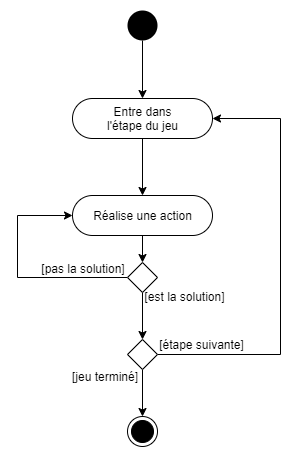 Entre dans
l'étape du jeu
Réalise une action
[pas la solution]
[est la solution]
[étape suivante]
[jeu terminé]